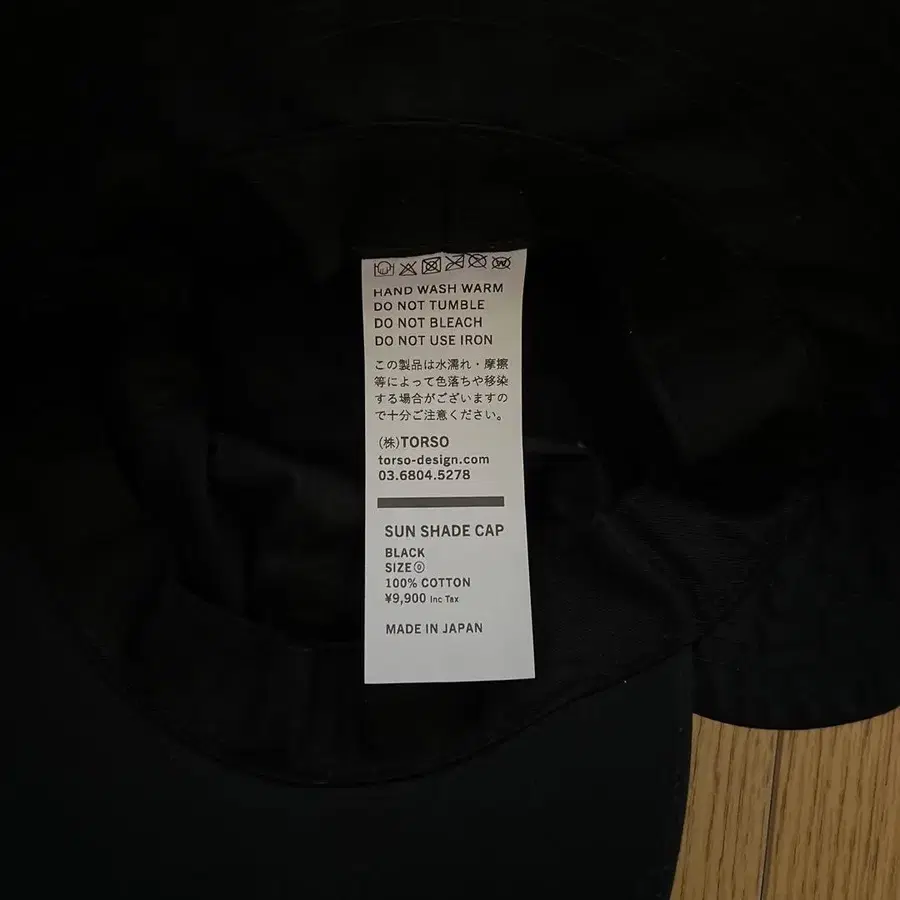 HAND WASH WARM
DO NOT TUMBLE
DO NOT BLEACH
DO NOT USE IRON
この製品は水濡れ・摩擦
等によって色落ちや移染
する場合がございますの
で十分ご注意ください。
(株)TORSO
torso-design.com
03.6804.5278
SUN SHADE CAP
BLACK
SIZE⓪
100% COTTON
¥9,900 Inc Tax
MADE IN JAPAN